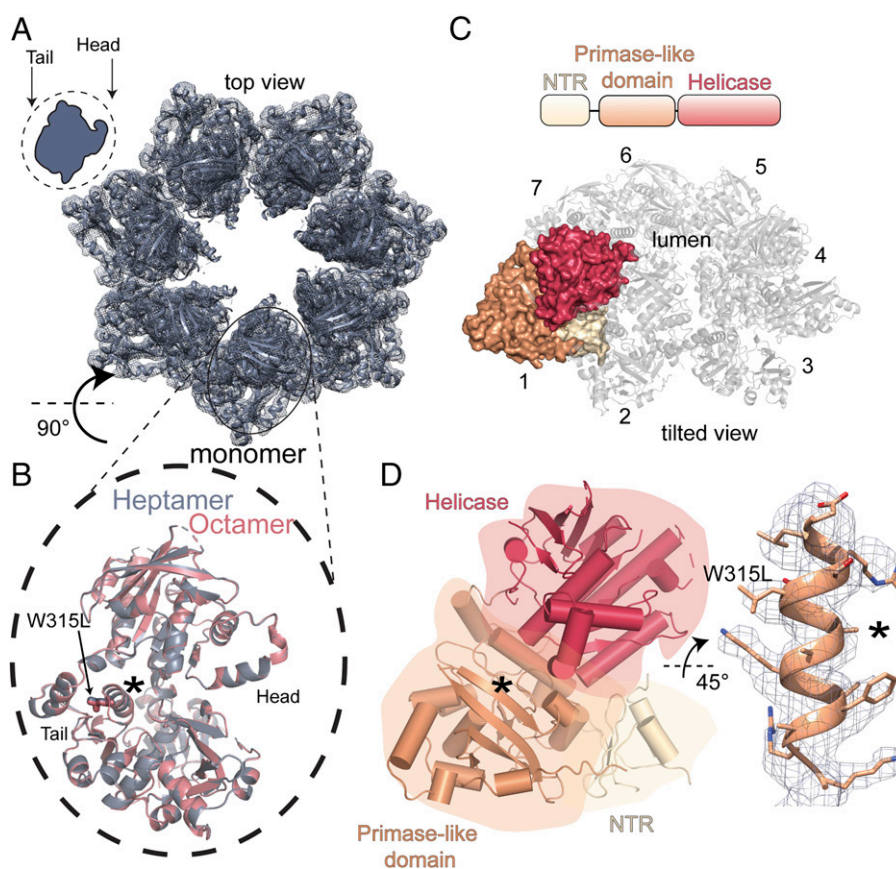 A
Tail
Head
top view
90°
monomer
B
Heptamer
Octamer
W315L
*
Tail
Head
C
Primase-like
domain
NTR
Helicase
6
5
7
lumen
4
1
3
2
tilted view
D
Helicase
*
Primase-like
domain
NTR
45°
W315L
*